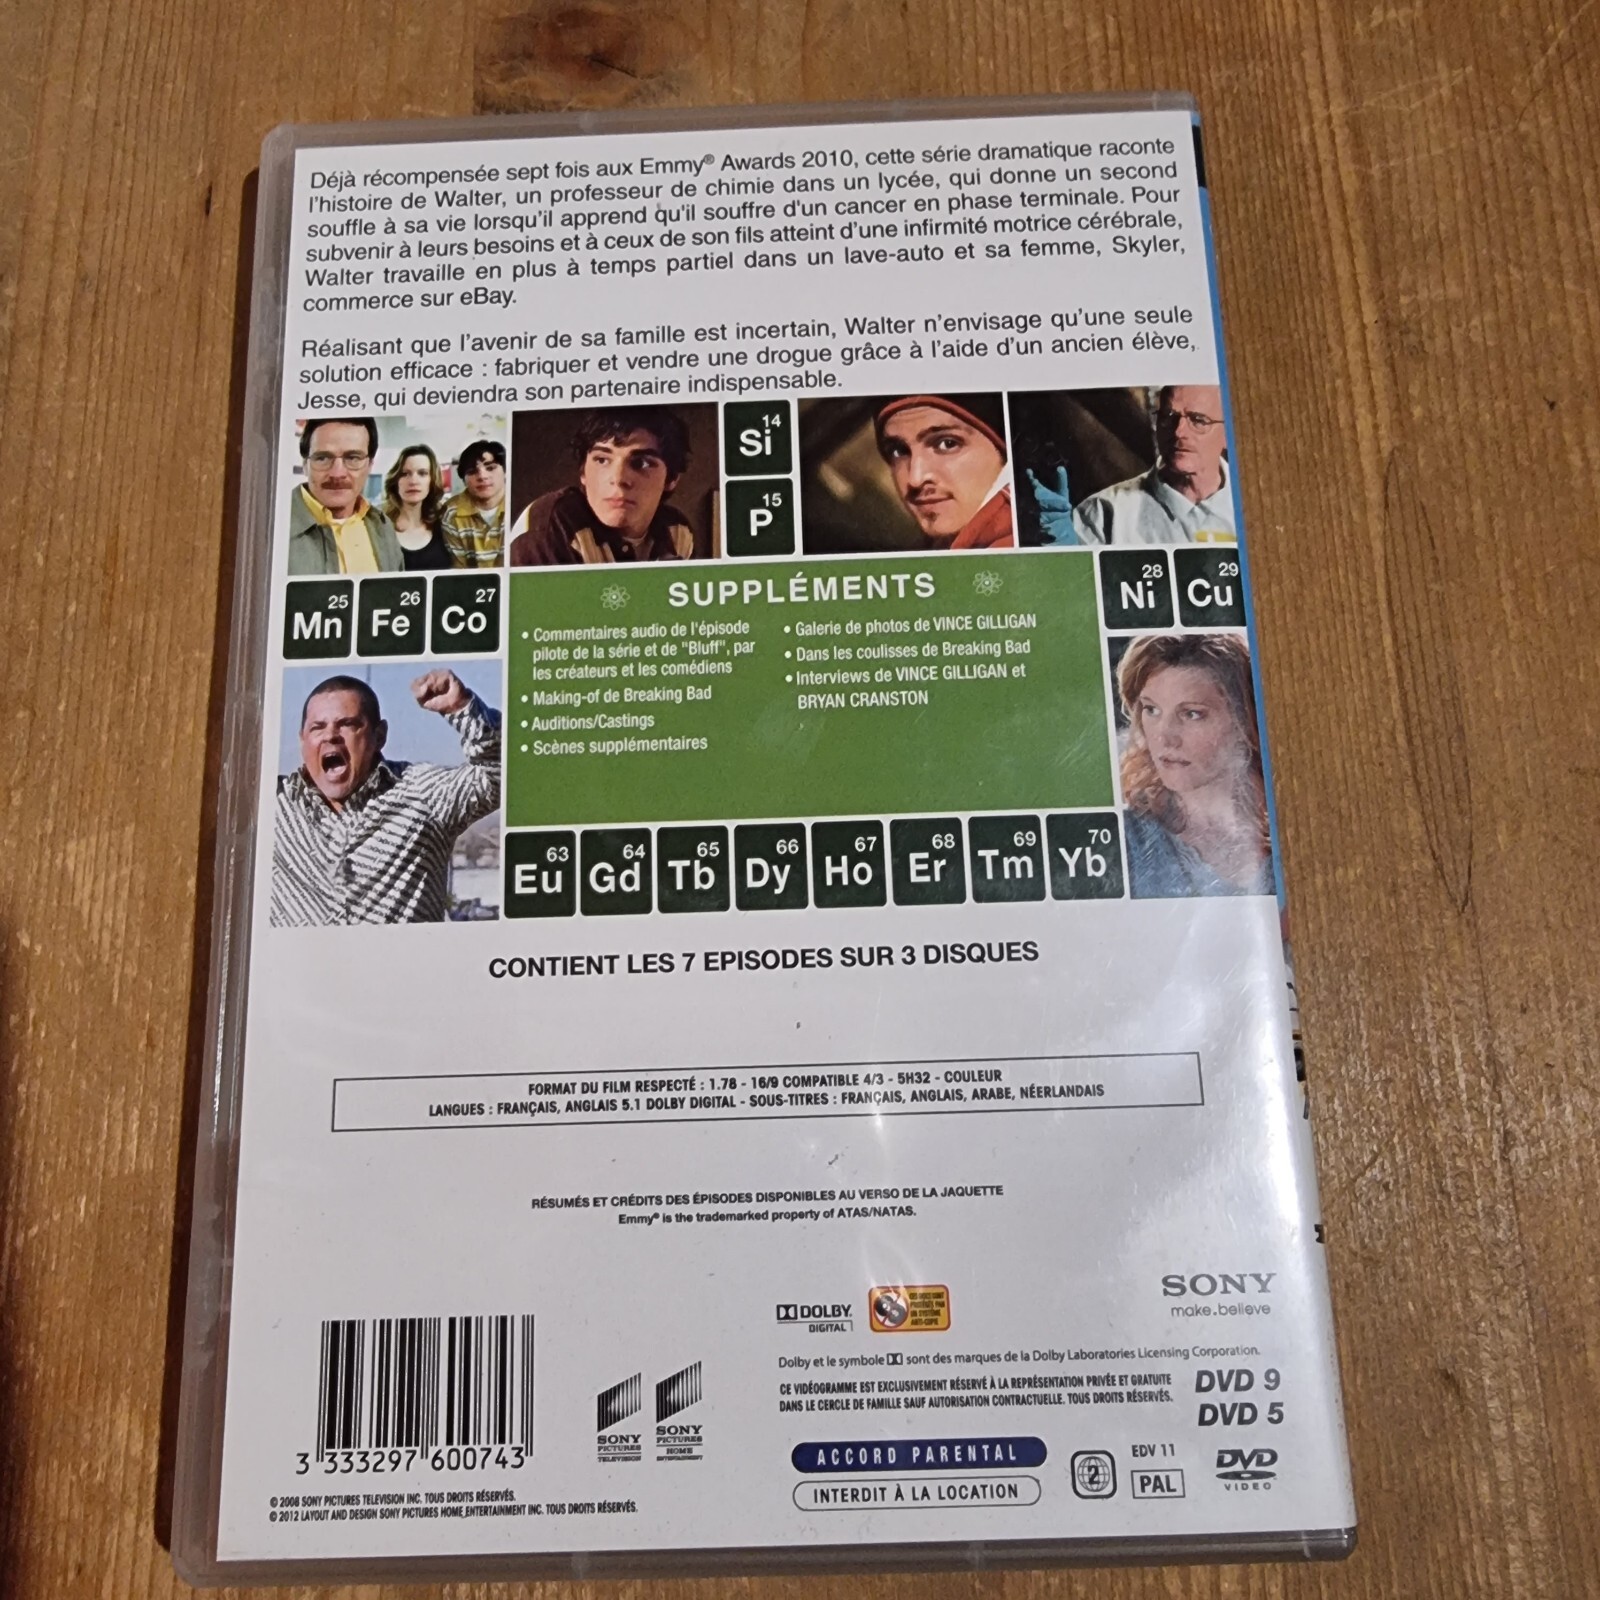 Déjà récompensée sept fois aux Emmy® Awards 2010, cette série dramatique raconte
l'histoire de Walter, un professeur de chimie dans un lycée, qui donne un second
souffle à sa vie lorsqu'il apprend qu'il souffre d'un cancer en phase terminale. Pour
subvenir à leurs besoins et à ceux de son fils atteint d'une infirmité motrice cérébrale,
Walter travaille en plus à temps partiel dans un lave-auto et sa femme, Skyler,
commerce sur eBay.
Réalisant que l'avenir de sa famille est incertain, Walter n'envisage qu'une seule
solution efficace : fabriquer et vendre une drogue grâce à l'aide d'un ancien élève,
Jesse, qui deviendra son partenaire indispensable.
14
Si
15
P
25
Mn
26
Fe
27
Co
28
Ni
29
Cu
SUPPLÉMENTS
• Commentaires audio de l'épisode
pilote de la série et de "Bluff", par
les créateurs et les comédiens
• Making-of de Breaking Bad
• Auditions/Castings
• Scènes supplémentaires
• Galerie de photos de VINCE GILLIGAN
• Dans les coulisses de Breaking Bad
• Interviews de VINCE GILLIGAN et
BRYAN CRANSTON
63
Eu
64
Gd
65
Tb
66
Dy
67
Ho
68
Er
69
Tm
70
Yb
CONTIENT LES 7 EPISODES SUR 3 DISQUES
FORMAT DU FILM RESPECTÉ : 1.78 - 16/9 COMPATIBLE 4/3 - 5H32 - COULEUR
LANGUES : FRANÇAIS, ANGLAIS 5.1 DOLBY DIGITAL - SOUS-TITRES : FRANÇAIS, ANGLAIS, ARABE, NÉERLANDAIS
RÉSUMÉS ET CRÉDITS DES ÉPISODES DISPONIBLES AU VERSO DE LA JAQUETTE
Emmy® is the trademarked property of ATAS/NATAS.
SONY
make.believe
DOLBY
DIGITAL
CES DISQUES SONT
PROTÉGÉS PAR
UN SYSTÈME
ANTI-COPIE
Dolby et le symbole sont des marques de la Dolby Laboratories Licensing Corporation.
CE VIDÉOGRAMME EST EXCLUSIVEMENT RÉSERVÉ À LA REPRÉSENTATION PRIVÉE ET GRATUITE
DANS LE CERCLE DE FAMILLE SAUF AUTORISATION CONTRACTUELLE. TOUS DROITS RÉSERVÉS.
DVD 9
DVD 5
SONY
PICTURES
TELEVISION
SONY
PICTURES
HOME
ENTERTAINMENT
ACCORD PARENTAL
INTERDIT À LA LOCATION
2
EDV 11
PAL
DVD
VIDEO
3 333297 600743
© 2008 SONY PICTURES TELEVISION INC. TOUS DROITS RÉSERVÉS.
© 2012 LAYOUT AND DESIGN SONY PICTURES HOME ENTERTAINMENT INC. TOUS DROITS RÉSERVÉS.